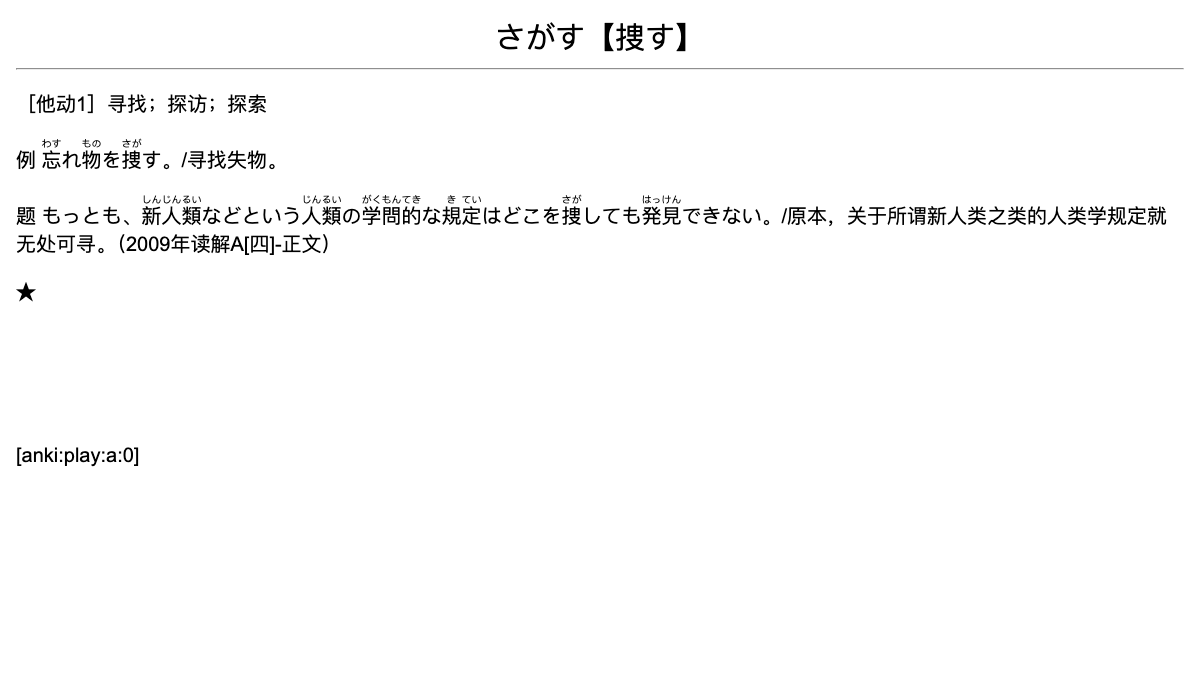 さがす【捜す】
［他动1］寻找；探访；探索
わす もの さが
例 忘れ物を捜す。/寻找失物。
しんじんるい じんるい がくもんてき き てい さが はっけん
题 もっとも、新人類などという人類の学問的な規定はどこを捜しても発見できない。/原本，关于所谓新人类之类的人类学规定就
无处可寻。（2009年读解A[四]-正文）
★
[anki:play:a:0]